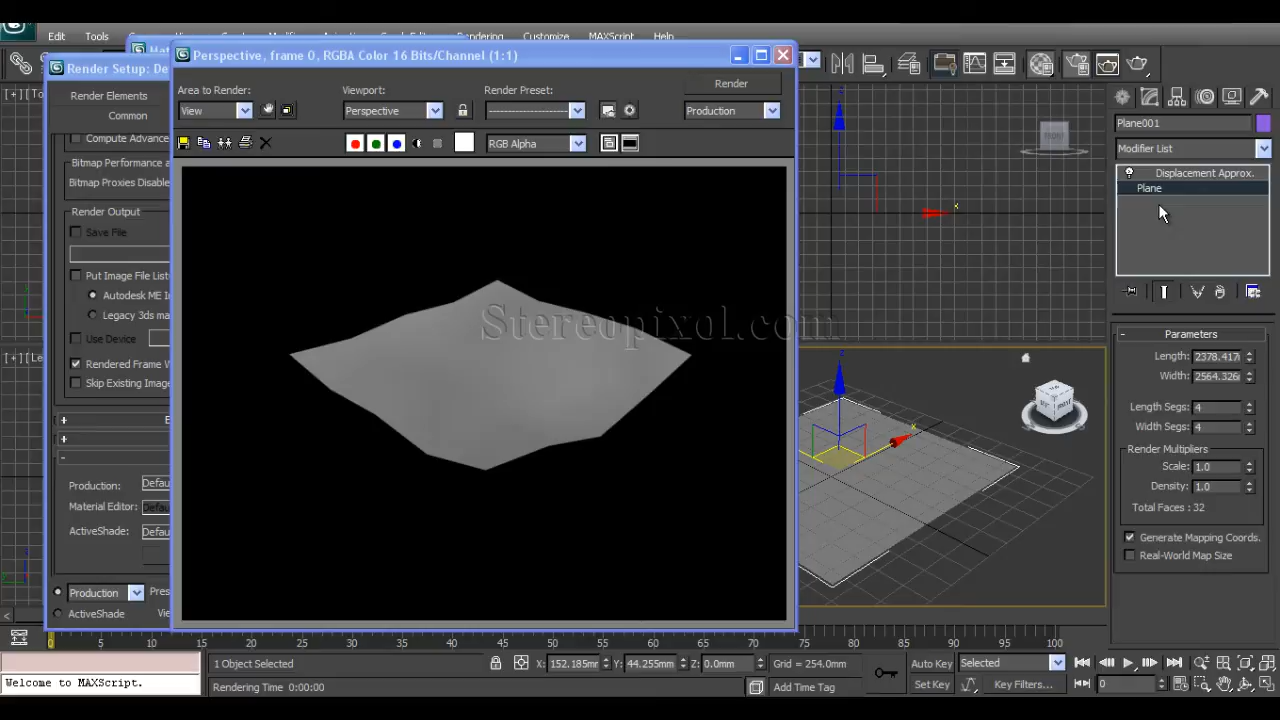 Edit Tools Customize MAXScript Help
Perspective, frame 0, RGBA Color 16 Bits/Channel (1:1)
Render Setup: De
Render Elements
Common
Area to Render:
Viewport:
Render Preset:
Render
View
Perspective
Production
RGB Alpha
Compute Advance
Bitmap Performance a
Bitmap Proxies Disable
Render Output
Save File
Put Image File List
Autodesk ME I
Legacy 3ds ma
Use Device
Rendered Frame W
Skip Existing Image
Production: Defau
Material Editor: Defau
ActiveShade: Defau
Production Pres
ActiveShade Vie
Stereopixol.com
FRONT
Plane001
Modifier List
Displacement Approx.
Plane
Parameters
Length: 2378.417
Width: 2564.326
Length Segs: 4
Width Segs: 4
Render Multipliers
Scale: 1.0
Density: 1.0
Total Faces : 32
Generate Mapping Coords.
Real-World Map Size
0 5 10 15 20 25 30 35 40 45 50 55 60 65 70 75 80 85 90 95 100
1 Object Selected
X: 152.185mm Y: 44.255mm Z: 0.0mm
Grid = 254.0mm
Auto Key
Selected
Welcome to MAXScript.
Rendering Time 0:00:00
Add Time Tag
Set Key
Key Filters...
0